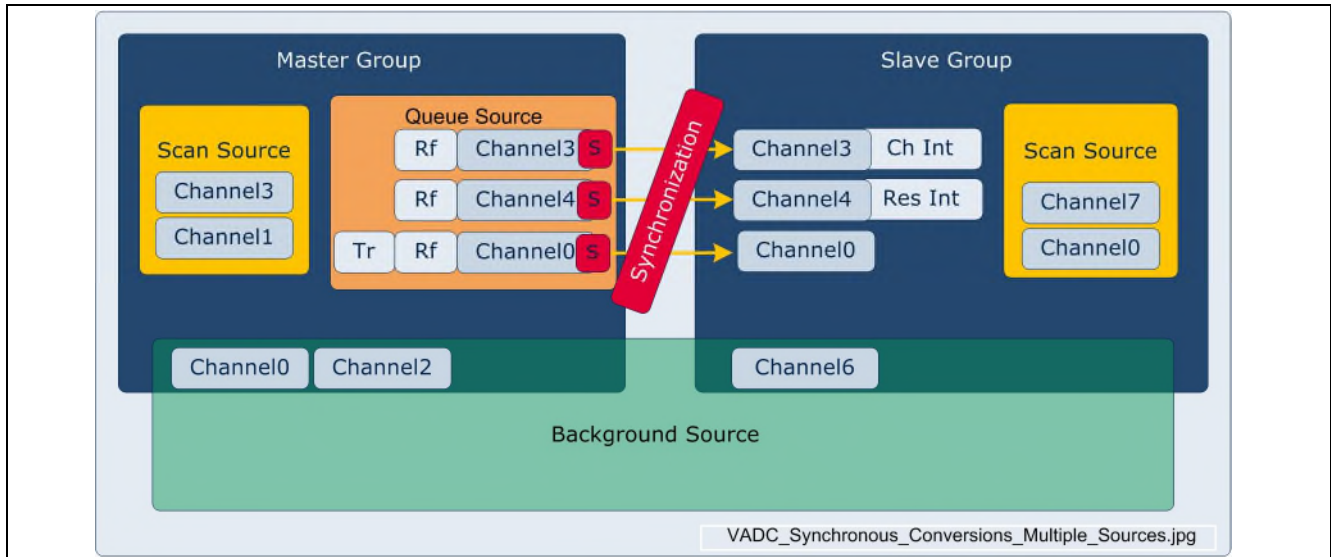 Master Group
Slave Group
Scan Source
Channel3
Channel1
Queue Source
Rf Channel3 S
Rf Channel4 S
Tr Rf Channel0 S
Synchronization
Channel3 Ch Int
Channel4 Res Int
Channel0
Scan Source
Channel7
Channel0
Channel0 Channel2
Channel6
Background Source
VADC_Synchronous_Conversions_Multiple_Sources.jpg